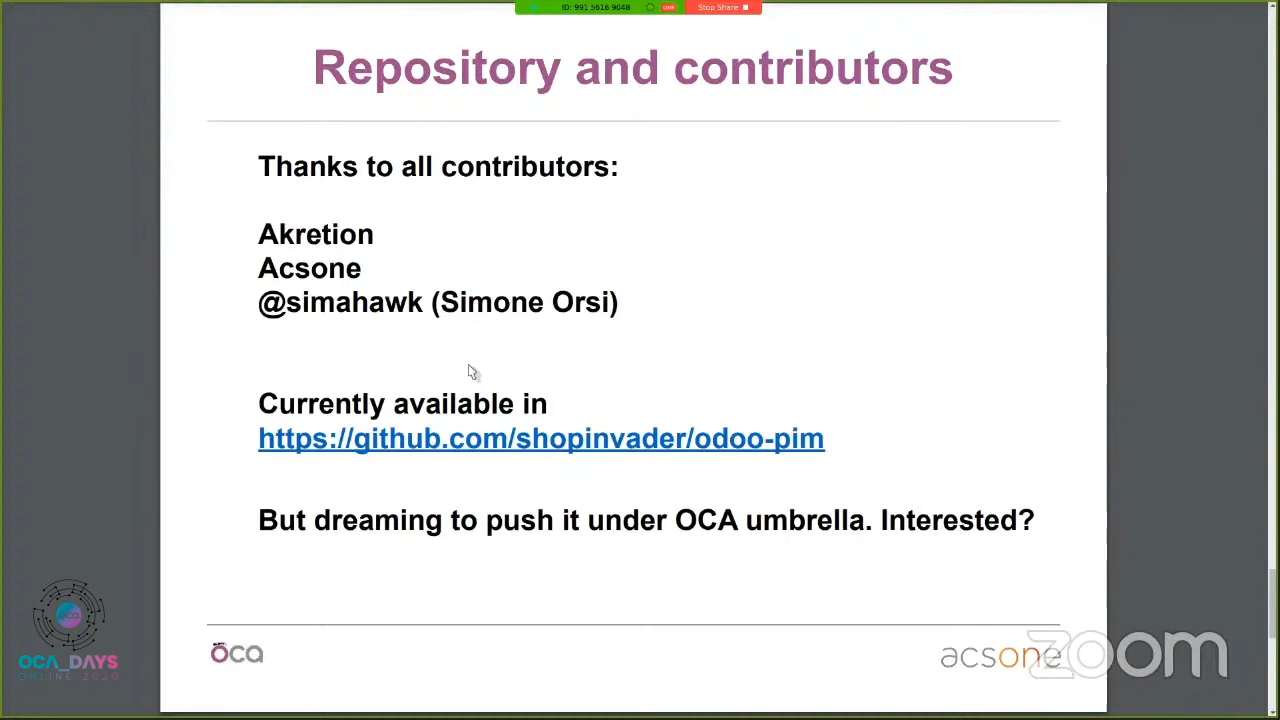 ID: 991 5616 9048
LIVE
Stop Share
Repository and contributors
Thanks to all contributors:
Akretion
Acsone
@simahawk (Simone Orsi)
Currently available in
https://github.com/shopinvader/odoo-pim
But dreaming to push it under OCA umbrella. Interested?
oca
OCA_DAYS
ONLINE 2020
oca
acsone
zoom